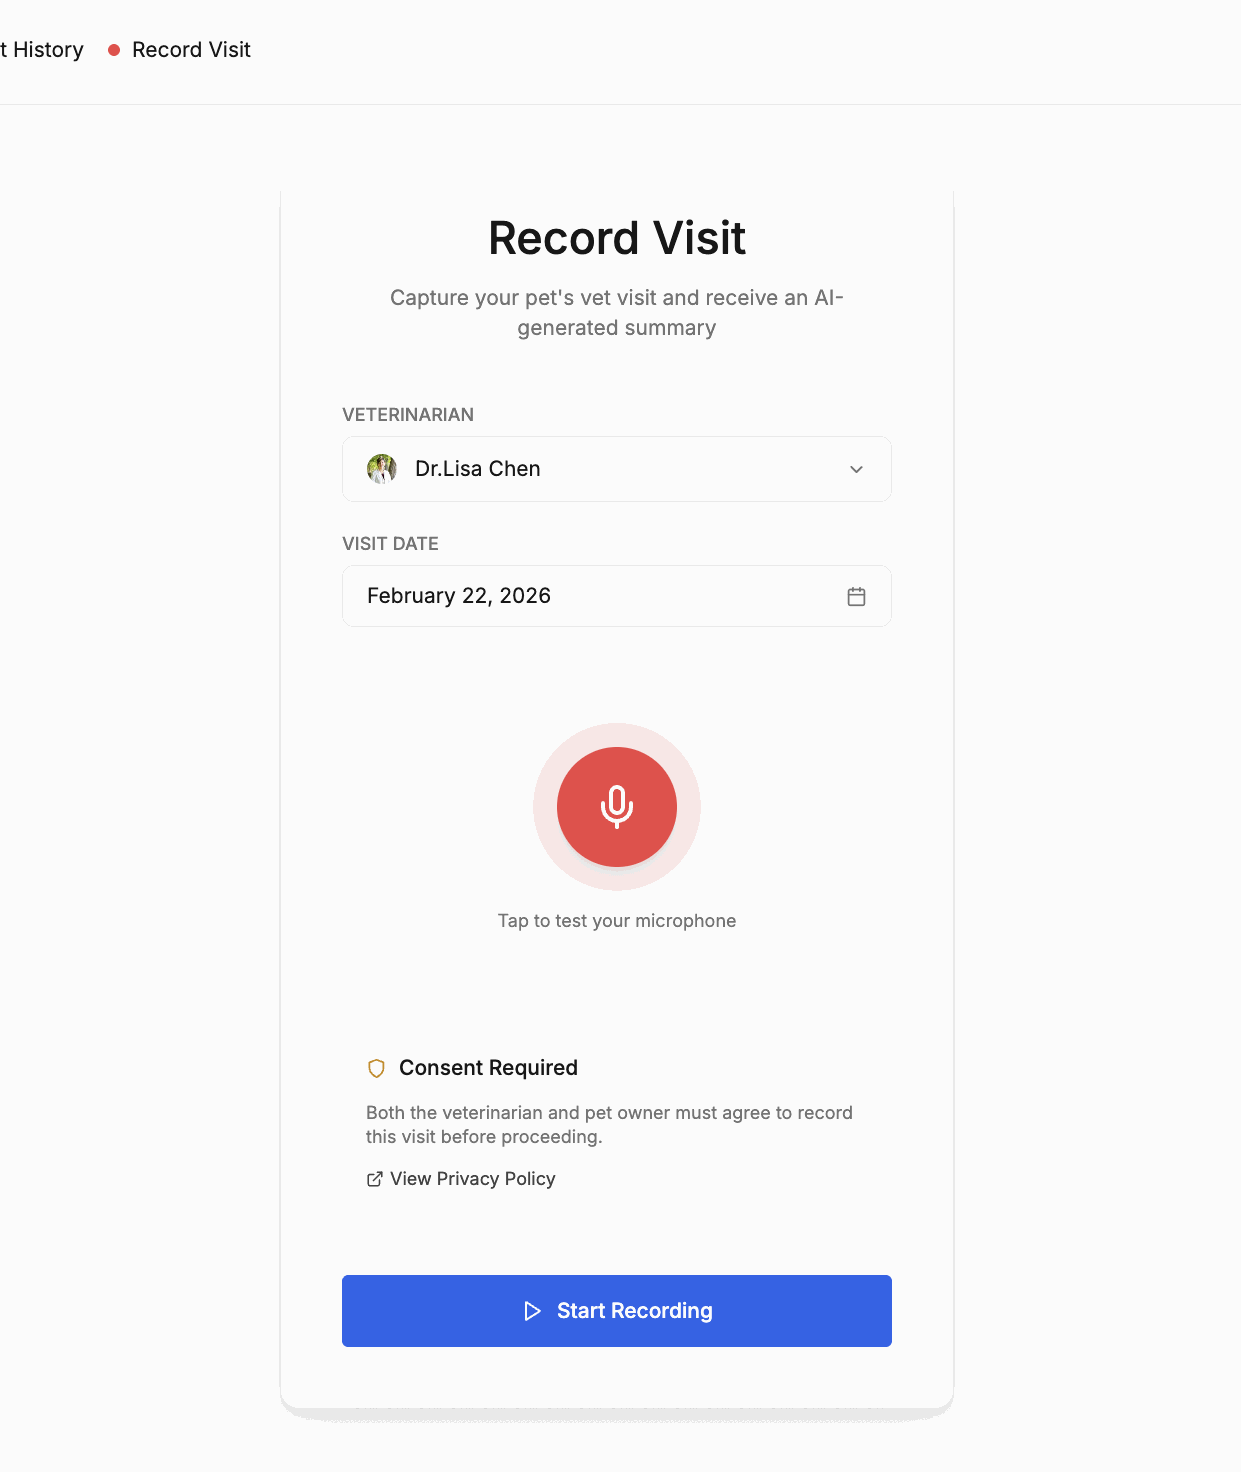 t History
Record Visit
Record Visit
Capture your pet's vet visit and receive an AI-
generated summary
VETERINARIAN
Dr.Lisa Chen
VISIT DATE
February 22, 2026
Tap to test your microphone
Consent Required
Both the veterinarian and pet owner must agree to record
this visit before proceeding.
View Privacy Policy
Start Recording